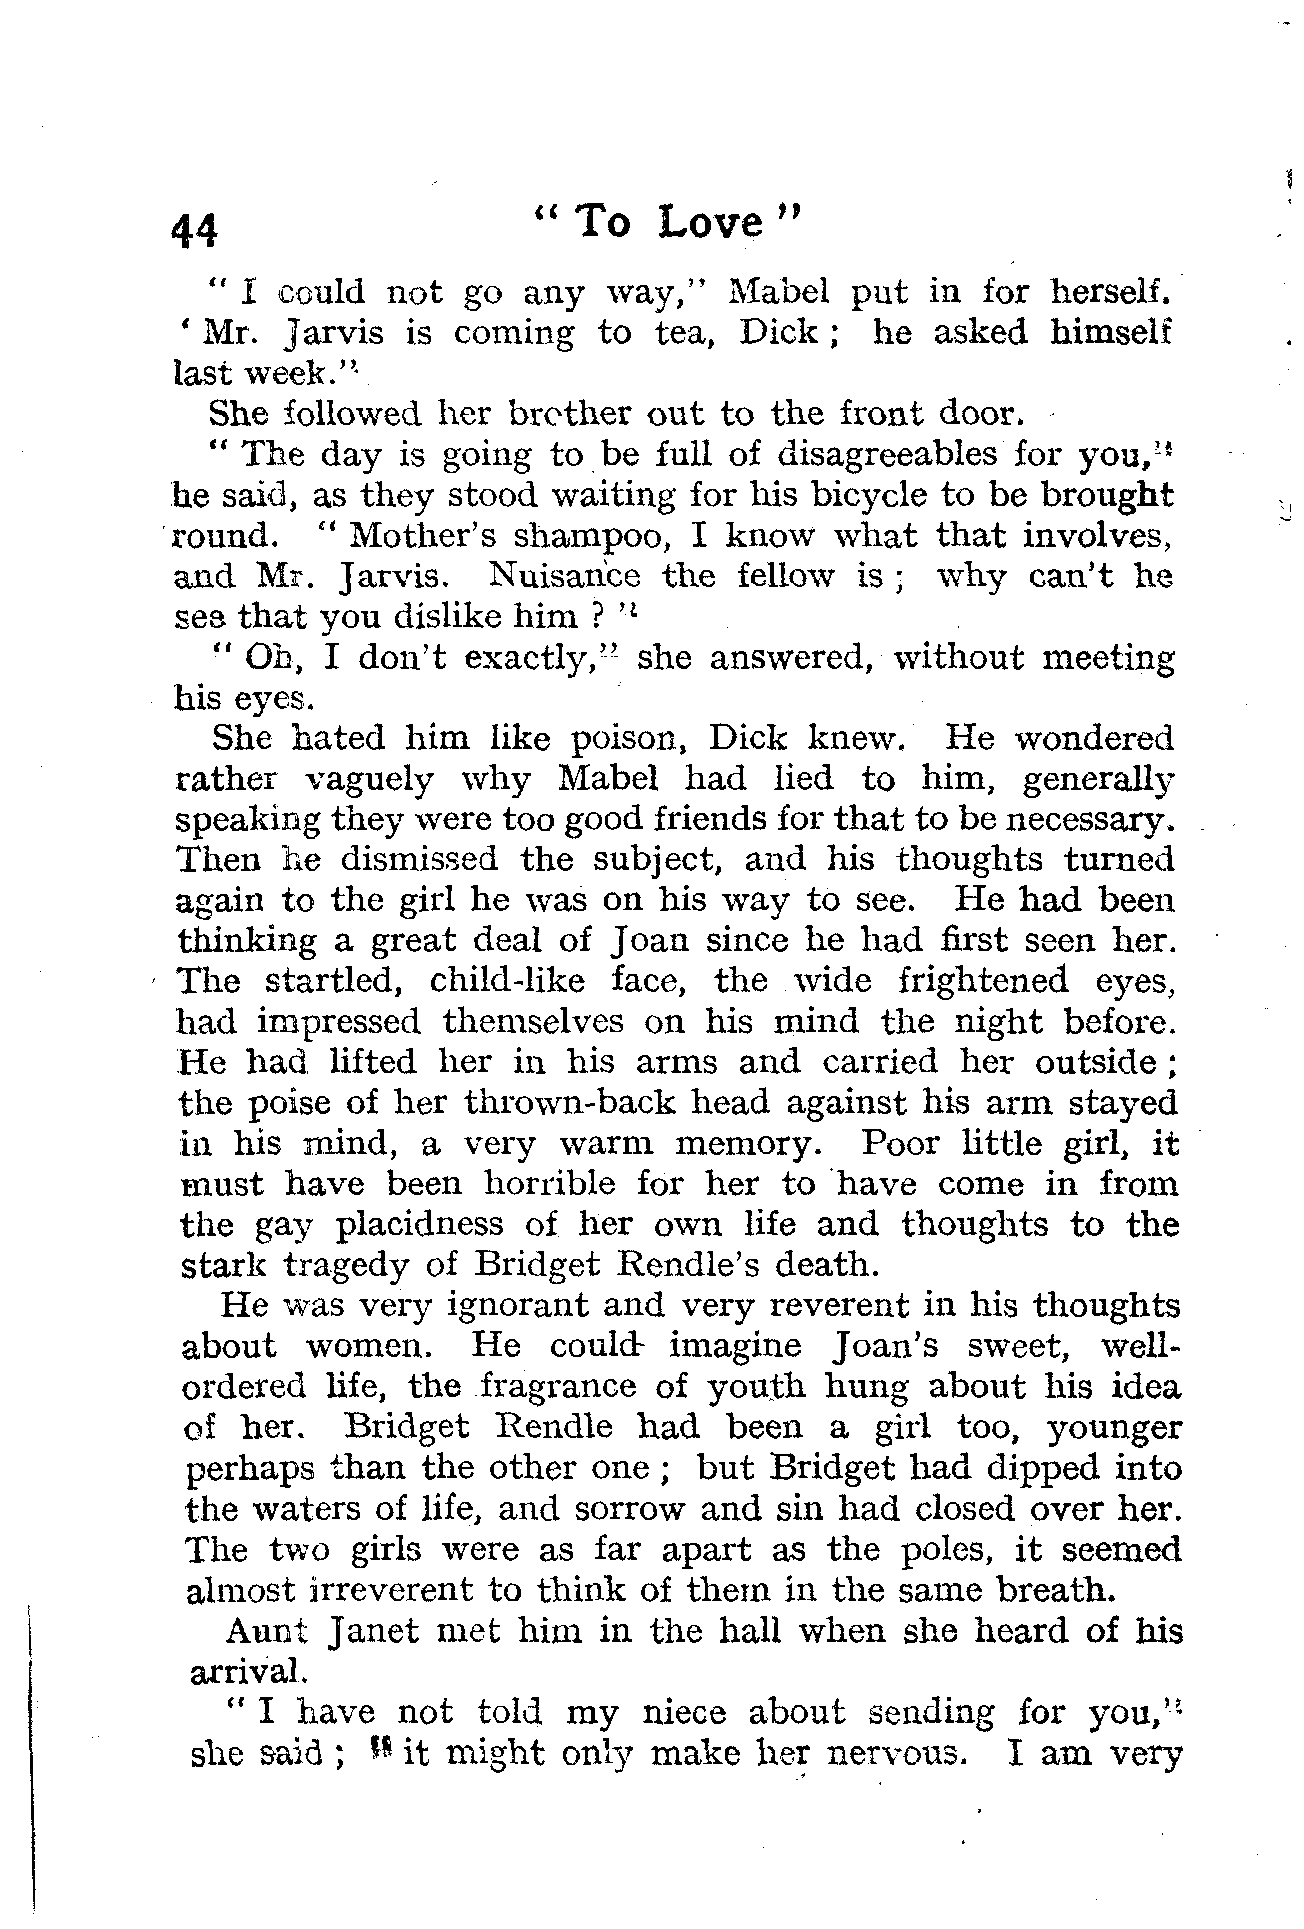 44 “ To Love ”
“ I could not go any way,” Mabel put in for herself.
‘ Mr. Jarvis is coming to tea, Dick ; he asked himself
last week.”
She followed her brother out to the front door.
“ The day is going to be full of disagreeables for you,”
he said, as they stood waiting for his bicycle to be brought
round. “ Mother’s shampoo, I know what that involves,
and Mr. Jarvis. Nuisance the fellow is ; why can’t he
see that you dislike him ? ”
“ Oh, I don’t exactly,” she answered, without meeting
his eyes.
She hated him like poison, Dick knew. He wondered
rather vaguely why Mabel had lied to him, generally
speaking they were too good friends for that to be necessary.
Then he dismissed the subject, and his thoughts turned
again to the girl he was on his way to see. He had been
thinking a great deal of Joan since he had first seen her.
The startled, child-like face, the wide frightened eyes,
had impressed themselves on his mind the night before.
He had lifted her in his arms and carried her outside ;
the poise of her thrown-back head against his arm stayed
in his mind, a very warm memory. Poor little girl, it
must have been horrible for her to have come in from
the gay placidness of her own life and thoughts to the
stark tragedy of Bridget Rendle’s death.
He was very ignorant and very reverent in his thoughts
about women. He could imagine Joan’s sweet, well-
ordered life, the fragrance of youth hung about his idea
of her. Bridget Rendle had been a girl too, younger
perhaps than the other one ; but Bridget had dipped into
the waters of life, and sorrow and sin had closed over her.
The two girls were as far apart as the poles, it seemed
almost irreverent to think of them in the same breath.
Aunt Janet met him in the hall when she heard of his
arrival.
“ I have not told my niece about sending for you,”
she said ; “ it might only make her nervous. I am very